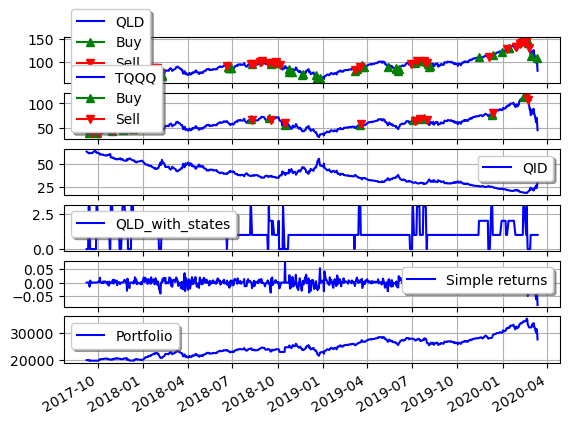 QLD
Buy
Sell
150
100
TQQQ
Buy
Sell
100
50
QID
50
25
QLD_with_states
2.5
0.0
Simple returns
0.05
0.00
−0.05
Portfolio
30000
20000
2017-10
2018-01
2018-04
2018-07
2018-10
2019-01
2019-04
2019-07
2019-10
2020-01
2020-04